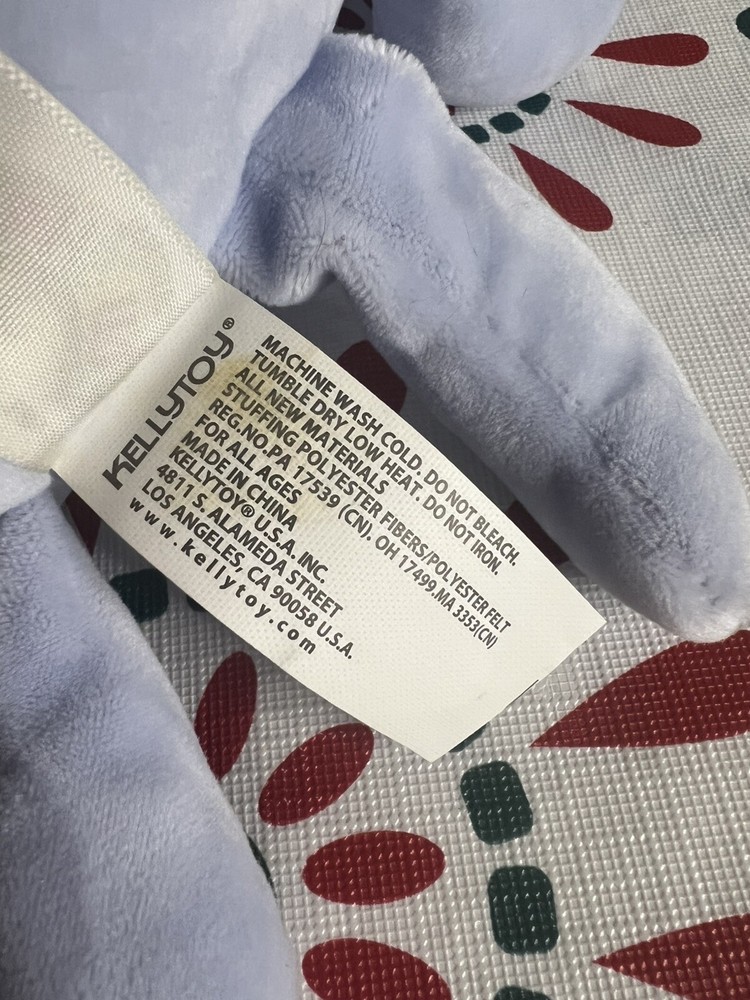 KELLYTOY®
MACHINE WASH COLD. DO NOT BLEACH.
TUMBLE DRY LOW HEAT. DO NOT IRON.
ALL NEW MATERIALS
STUFFING POLYESTER FIBERS/POLYESTER FELT
REG.NO.PA 17539 (CN). OH 17499.MA 3353(CN)
FOR ALL AGES
MADE IN CHINA
KELLYTOY® U.S.A. INC.
4811 S. ALAMEDA STREET
LOS ANGELES, CA 90058 U.S.A.
www.kellytoy.com